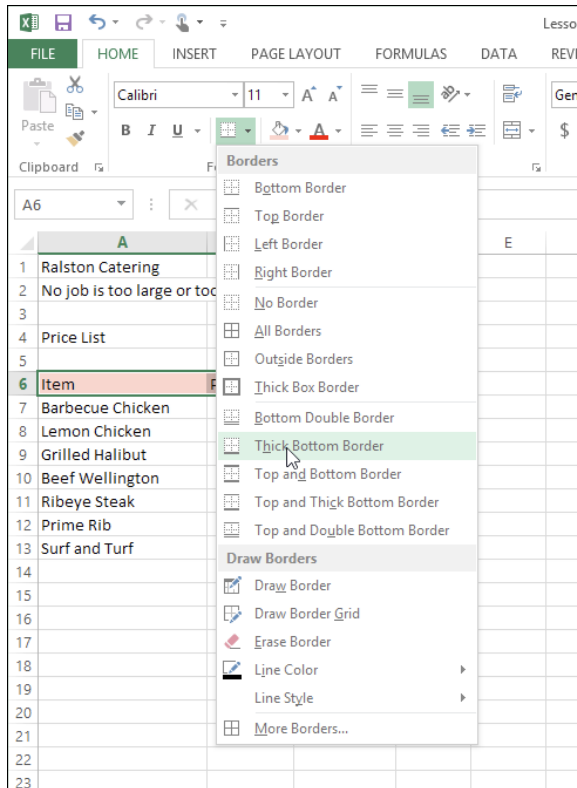 Lesso
FILE HOME INSERT PAGE LAYOUT FORMULAS DATA REVI
Calibri 11 A A Gen
Paste B I U A $
Clipboard F
A6
Borders
Bottom Border
Top Border
Left Border
Right Border
No Border
All Borders
Outside Borders
Thick Box Border
Bottom Double Border
Thick Bottom Border
Top and Bottom Border
Top and Thick Bottom Border
Top and Double Bottom Border
Draw Borders
Draw Border
Draw Border Grid
Erase Border
Line Color
Line Style
More Borders...
A E
1 Ralston Catering
2 No job is too large or too
3
4 Price List
5
6 Item P
7 Barbecue Chicken
8 Lemon Chicken
9 Grilled Halibut
10 Beef Wellington
11 Ribeye Steak
12 Prime Rib
13 Surf and Turf
14
15
16
17
18
19
20
21
22
23